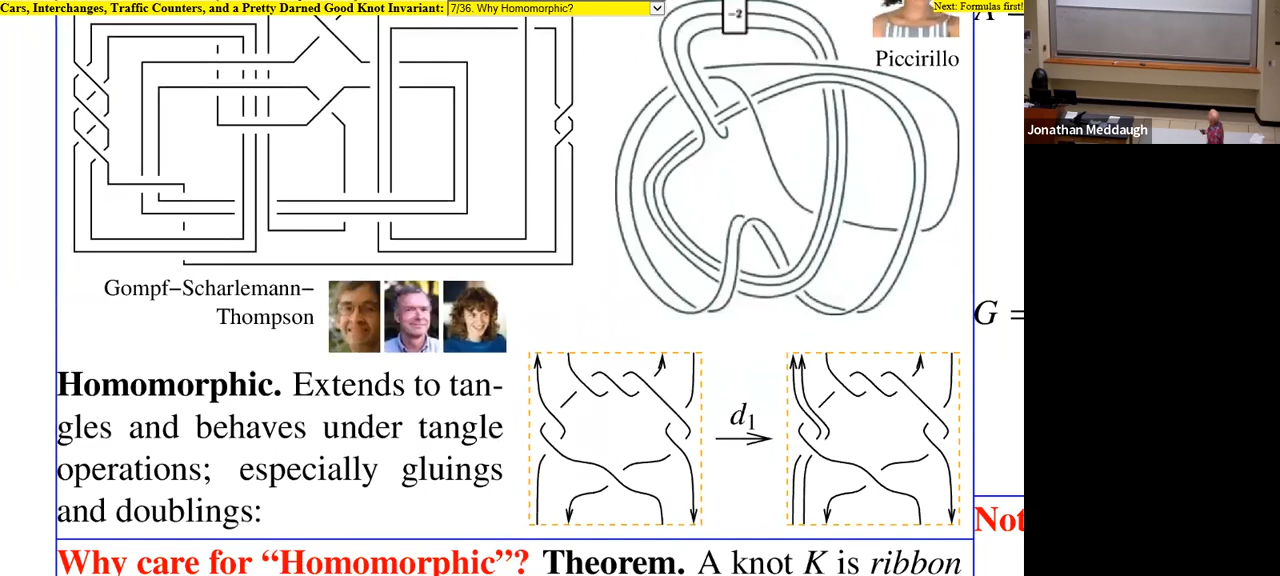 Cars, Interchanges, Traffic Counters, and a Pretty Darned Good Knot Invariant: 7/36. Why Homomorphic? Next: Formulas first!
-2
Piccirillo
Jonathan Meddaugh
Gompf–Scharlemann–
Thompson
G =
Homomorphic. Extends to tan-
gles and behaves under tangle
operations; especially gluings
and doublings:
d1
Not
Why care for “Homomorphic”? Theorem. A knot K is ribbon